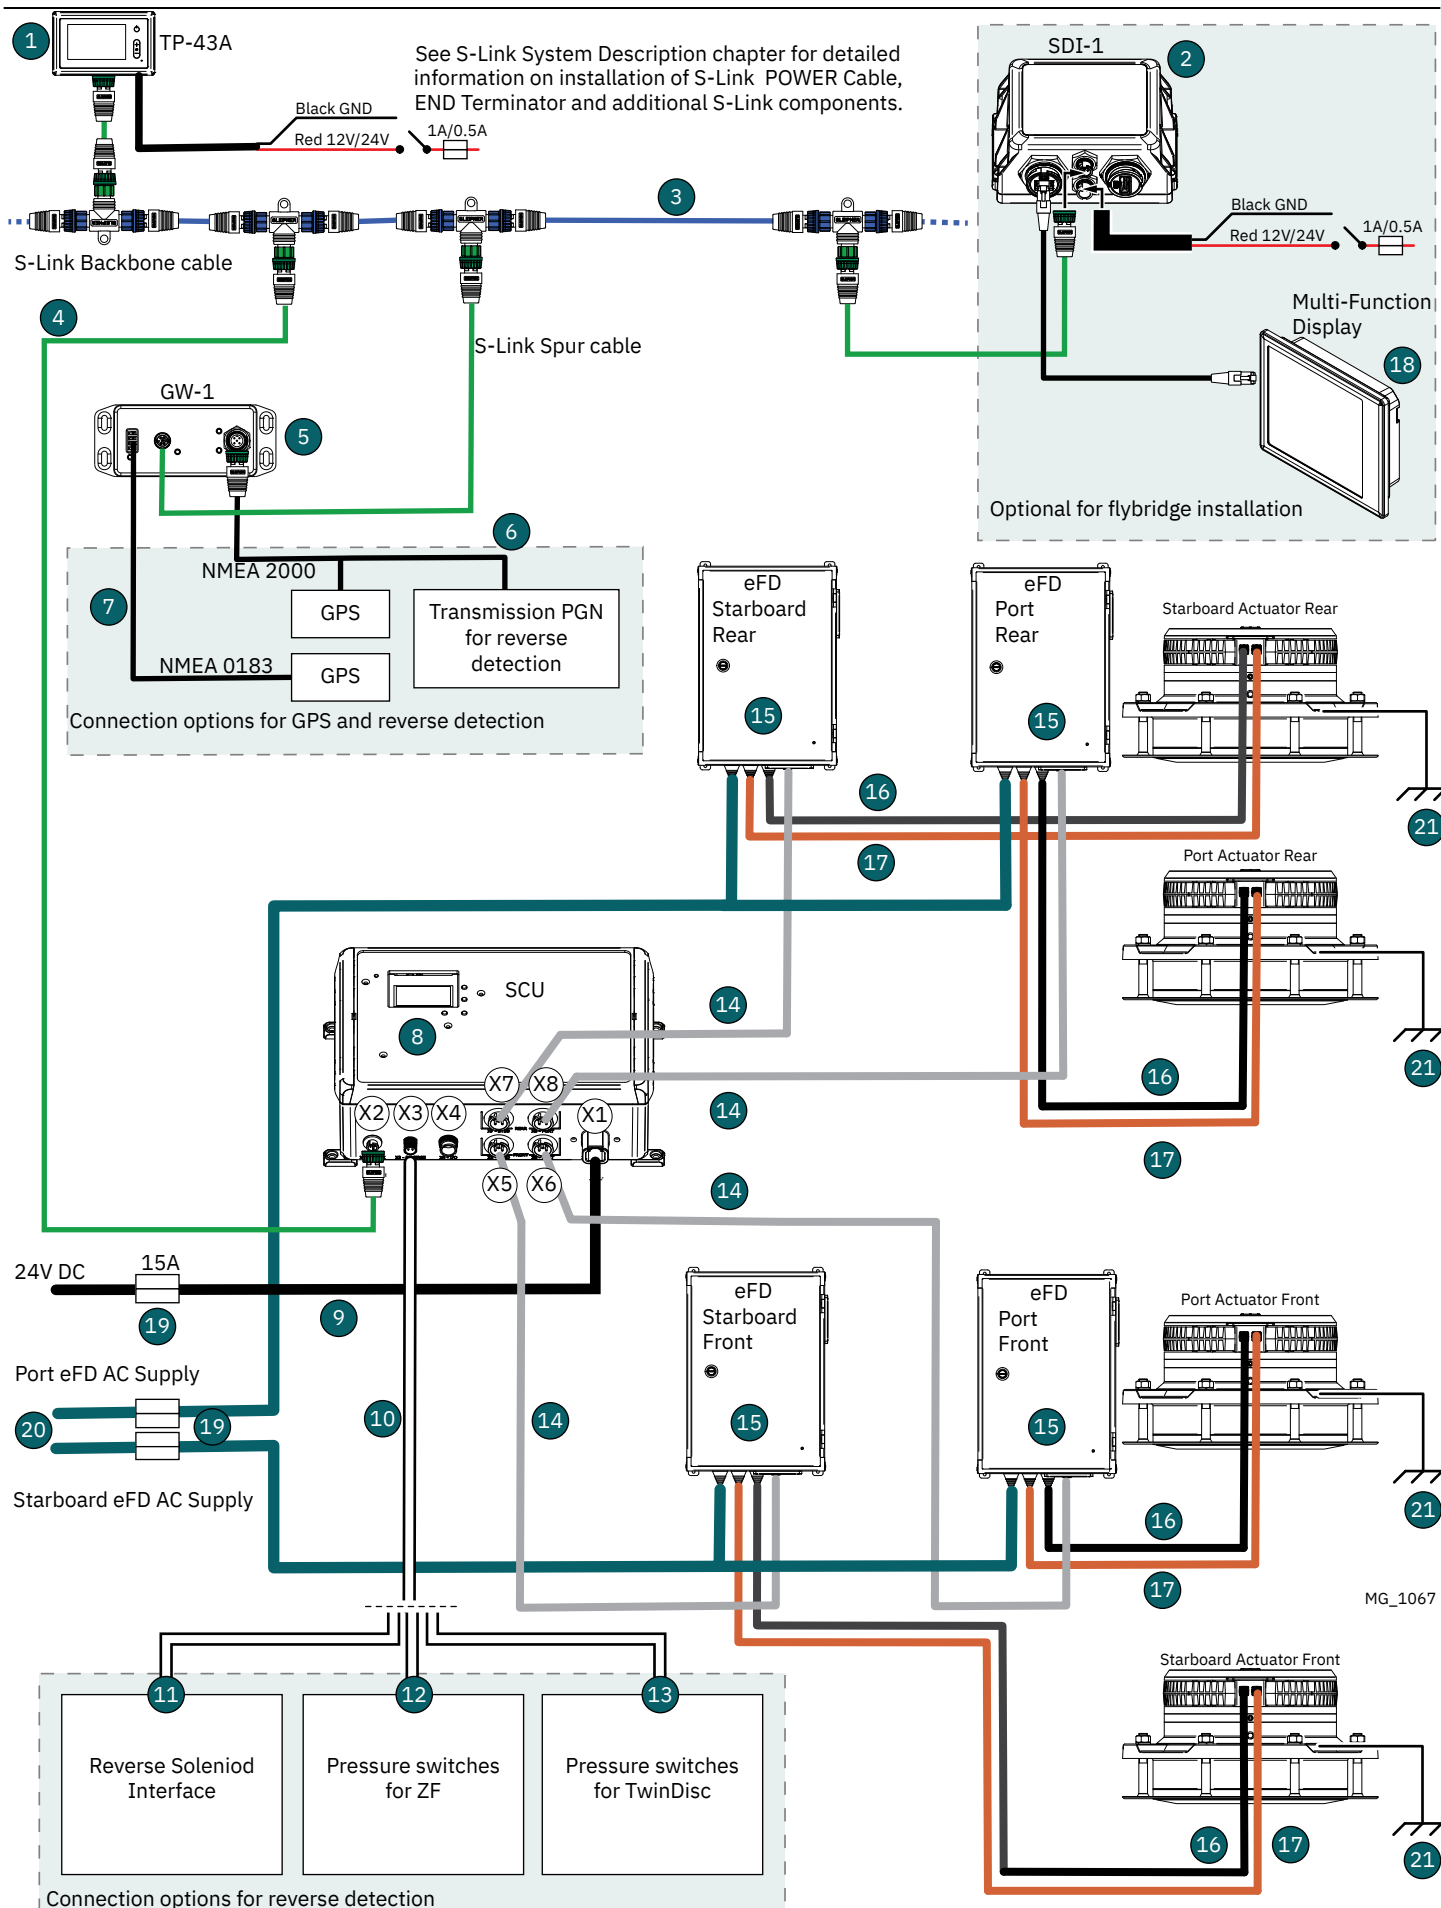 1
TP-43A
See S-Link System Description chapter for detailed
information on installation of S-Link POWER Cable,
END Terminator and additional S-Link components.
Black GND
Red 12V/24V
1A/0.5A
SDI-1
2
Black GND
Red 12V/24V
1A/0.5A
3
S-Link Backbone cable
4
S-Link Spur cable
Multi-Function
Display
18
Optional for flybridge installation
GW-1
5
6
NMEA 2000
7
GPS
Transmission PGN
for reverse
detection
NMEA 0183
GPS
Connection options for GPS and reverse detection
eFD
Starboard
Rear
15
eFD
Port
Rear
15
Starboard Actuator Rear
16
17
21
Port Actuator Rear
21
16
17
SCU
8
14
14
14
X7
X8
X2
X3
X4
X1
X5
X6
24V DC
15A
19
9
Port eFD AC Supply
20
19
Starboard eFD AC Supply
10
14
eFD
Starboard
Front
15
eFD
Port
Front
15
Port Actuator Front
21
16
17
MG_1067
Starboard Actuator Front
16
17
21
11
12
13
Reverse Soleniod
Interface
Pressure switches
for ZF
Pressure switches
for TwinDisc
Connection options for reverse detection